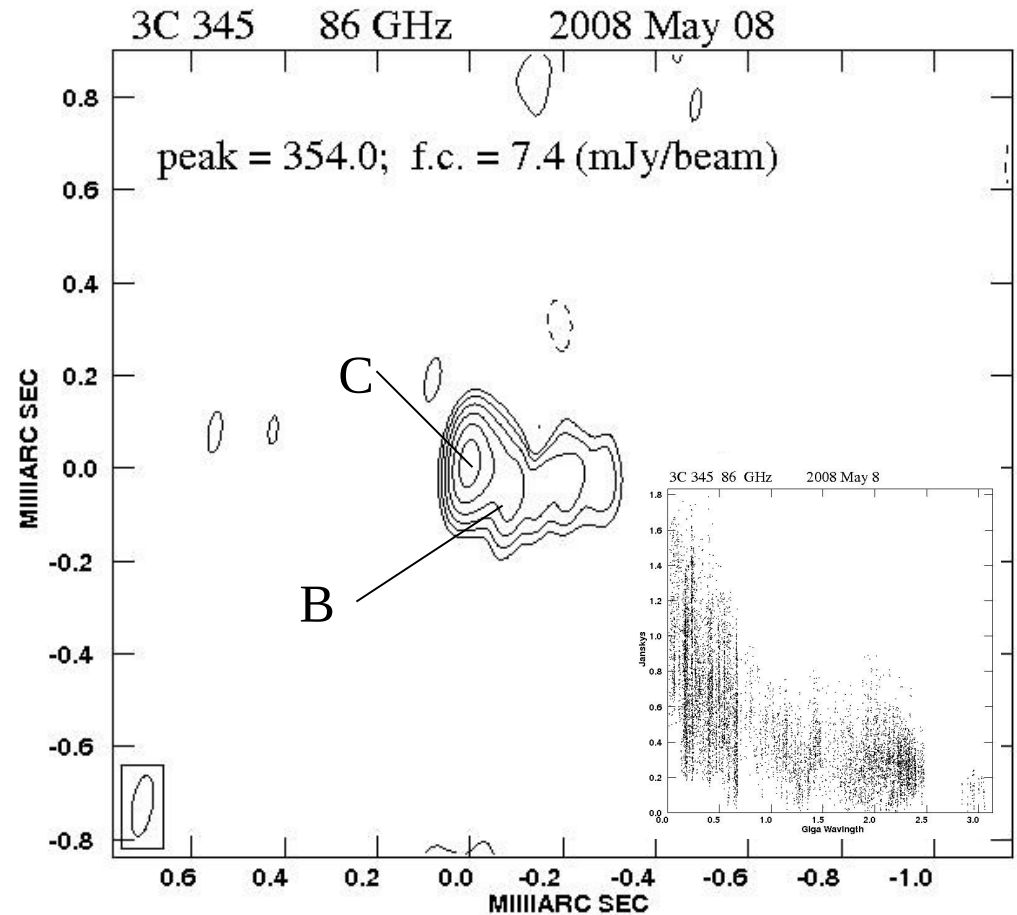 3C 345 86 GHz 2008 May 08
peak = 354.0; f.c. = 7.4 (mJy/beam)
0.8
0.6
0.4
0.2
0.0
-0.2
-0.4
-0.6
-0.8
MIllIARC SEC
C
B
3C 345 86 GHz 2008 May 8
1.8
1.6
1.4
1.2
1.0
0.8
0.6
0.4
0.2
0.0
Janskys
0.0 0.5 1.0 1.5 2.0 2.5 3.0
Giga Wavlngth
0.6 0.4 0.2 0.0 -0.2 -0.4 -0.6 -0.8 -1.0
MIllIARC SEC